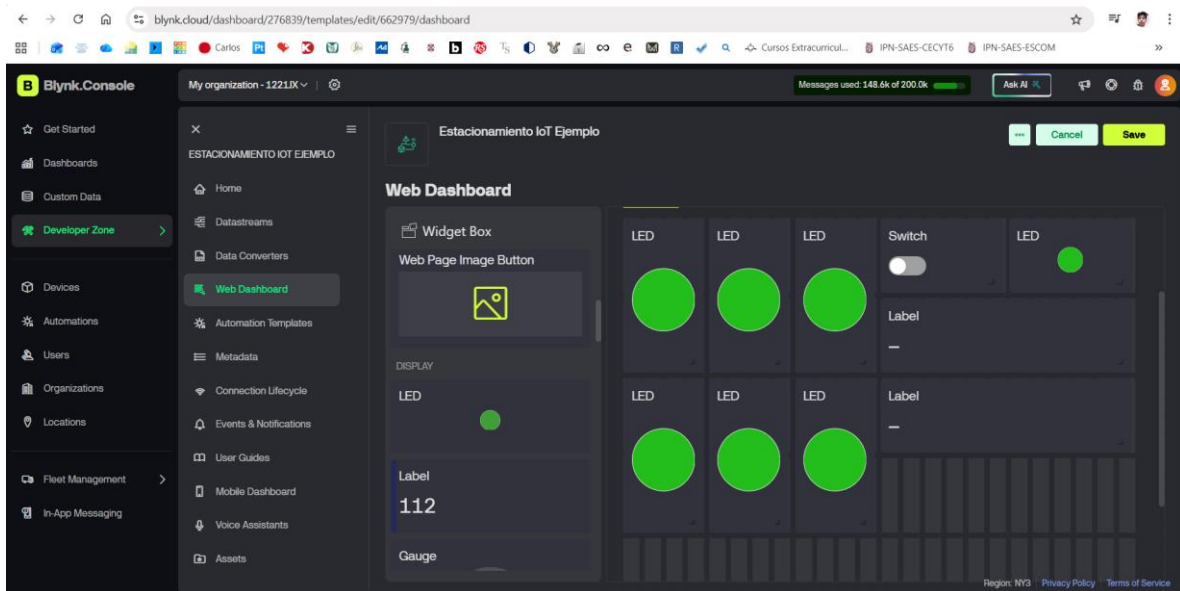 blynk.cloud/dashboard/276839/templates/edit/662979/dashboard
Carlos
Cursos Extracurricul...
IPN-SAES-CECYT6
IPN-SAES-ESCOM
B Blynk.Console
My organization - 1221JX
Messages used: 148.6k of 200.0k
Ask AI
Get Started
Dashboards
Custom Data
Developer Zone
Devices
Automations
Users
Organizations
Locations
Fleet Management
In-App Messaging
ESTACIONAMIENTO IOT EJEMPLO
Home
Datastreams
Data Converters
Web Dashboard
Automation Templates
Metadata
Connection Lifecycle
Events & Notifications
User Guides
Mobile Dashboard
Voice Assistants
Assets
Estacionamiento IoT Ejemplo
Cancel
Save
Web Dashboard
Widget Box
Web Page Image Button
DISPLAY
LED
Label
112
Gauge
LED
LED
LED
Switch
LED
Label
–
LED
LED
LED
Label
–
Region: NY3 Privacy Policy Terms of Service